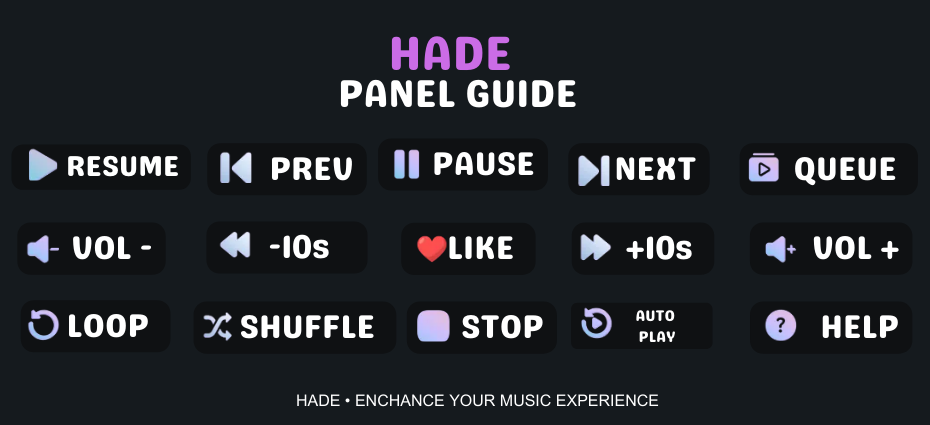 HADE
PANEL GUIDE
RESUME
PREV
PAUSE
NEXT
QUEUE
VOL -
-10s
LIKE
+10s
VOL +
LOOP
SHUFFLE
STOP
AUTO
PLAY
?
HELP
HADE • ENCHANCE YOUR MUSIC EXPERIENCE